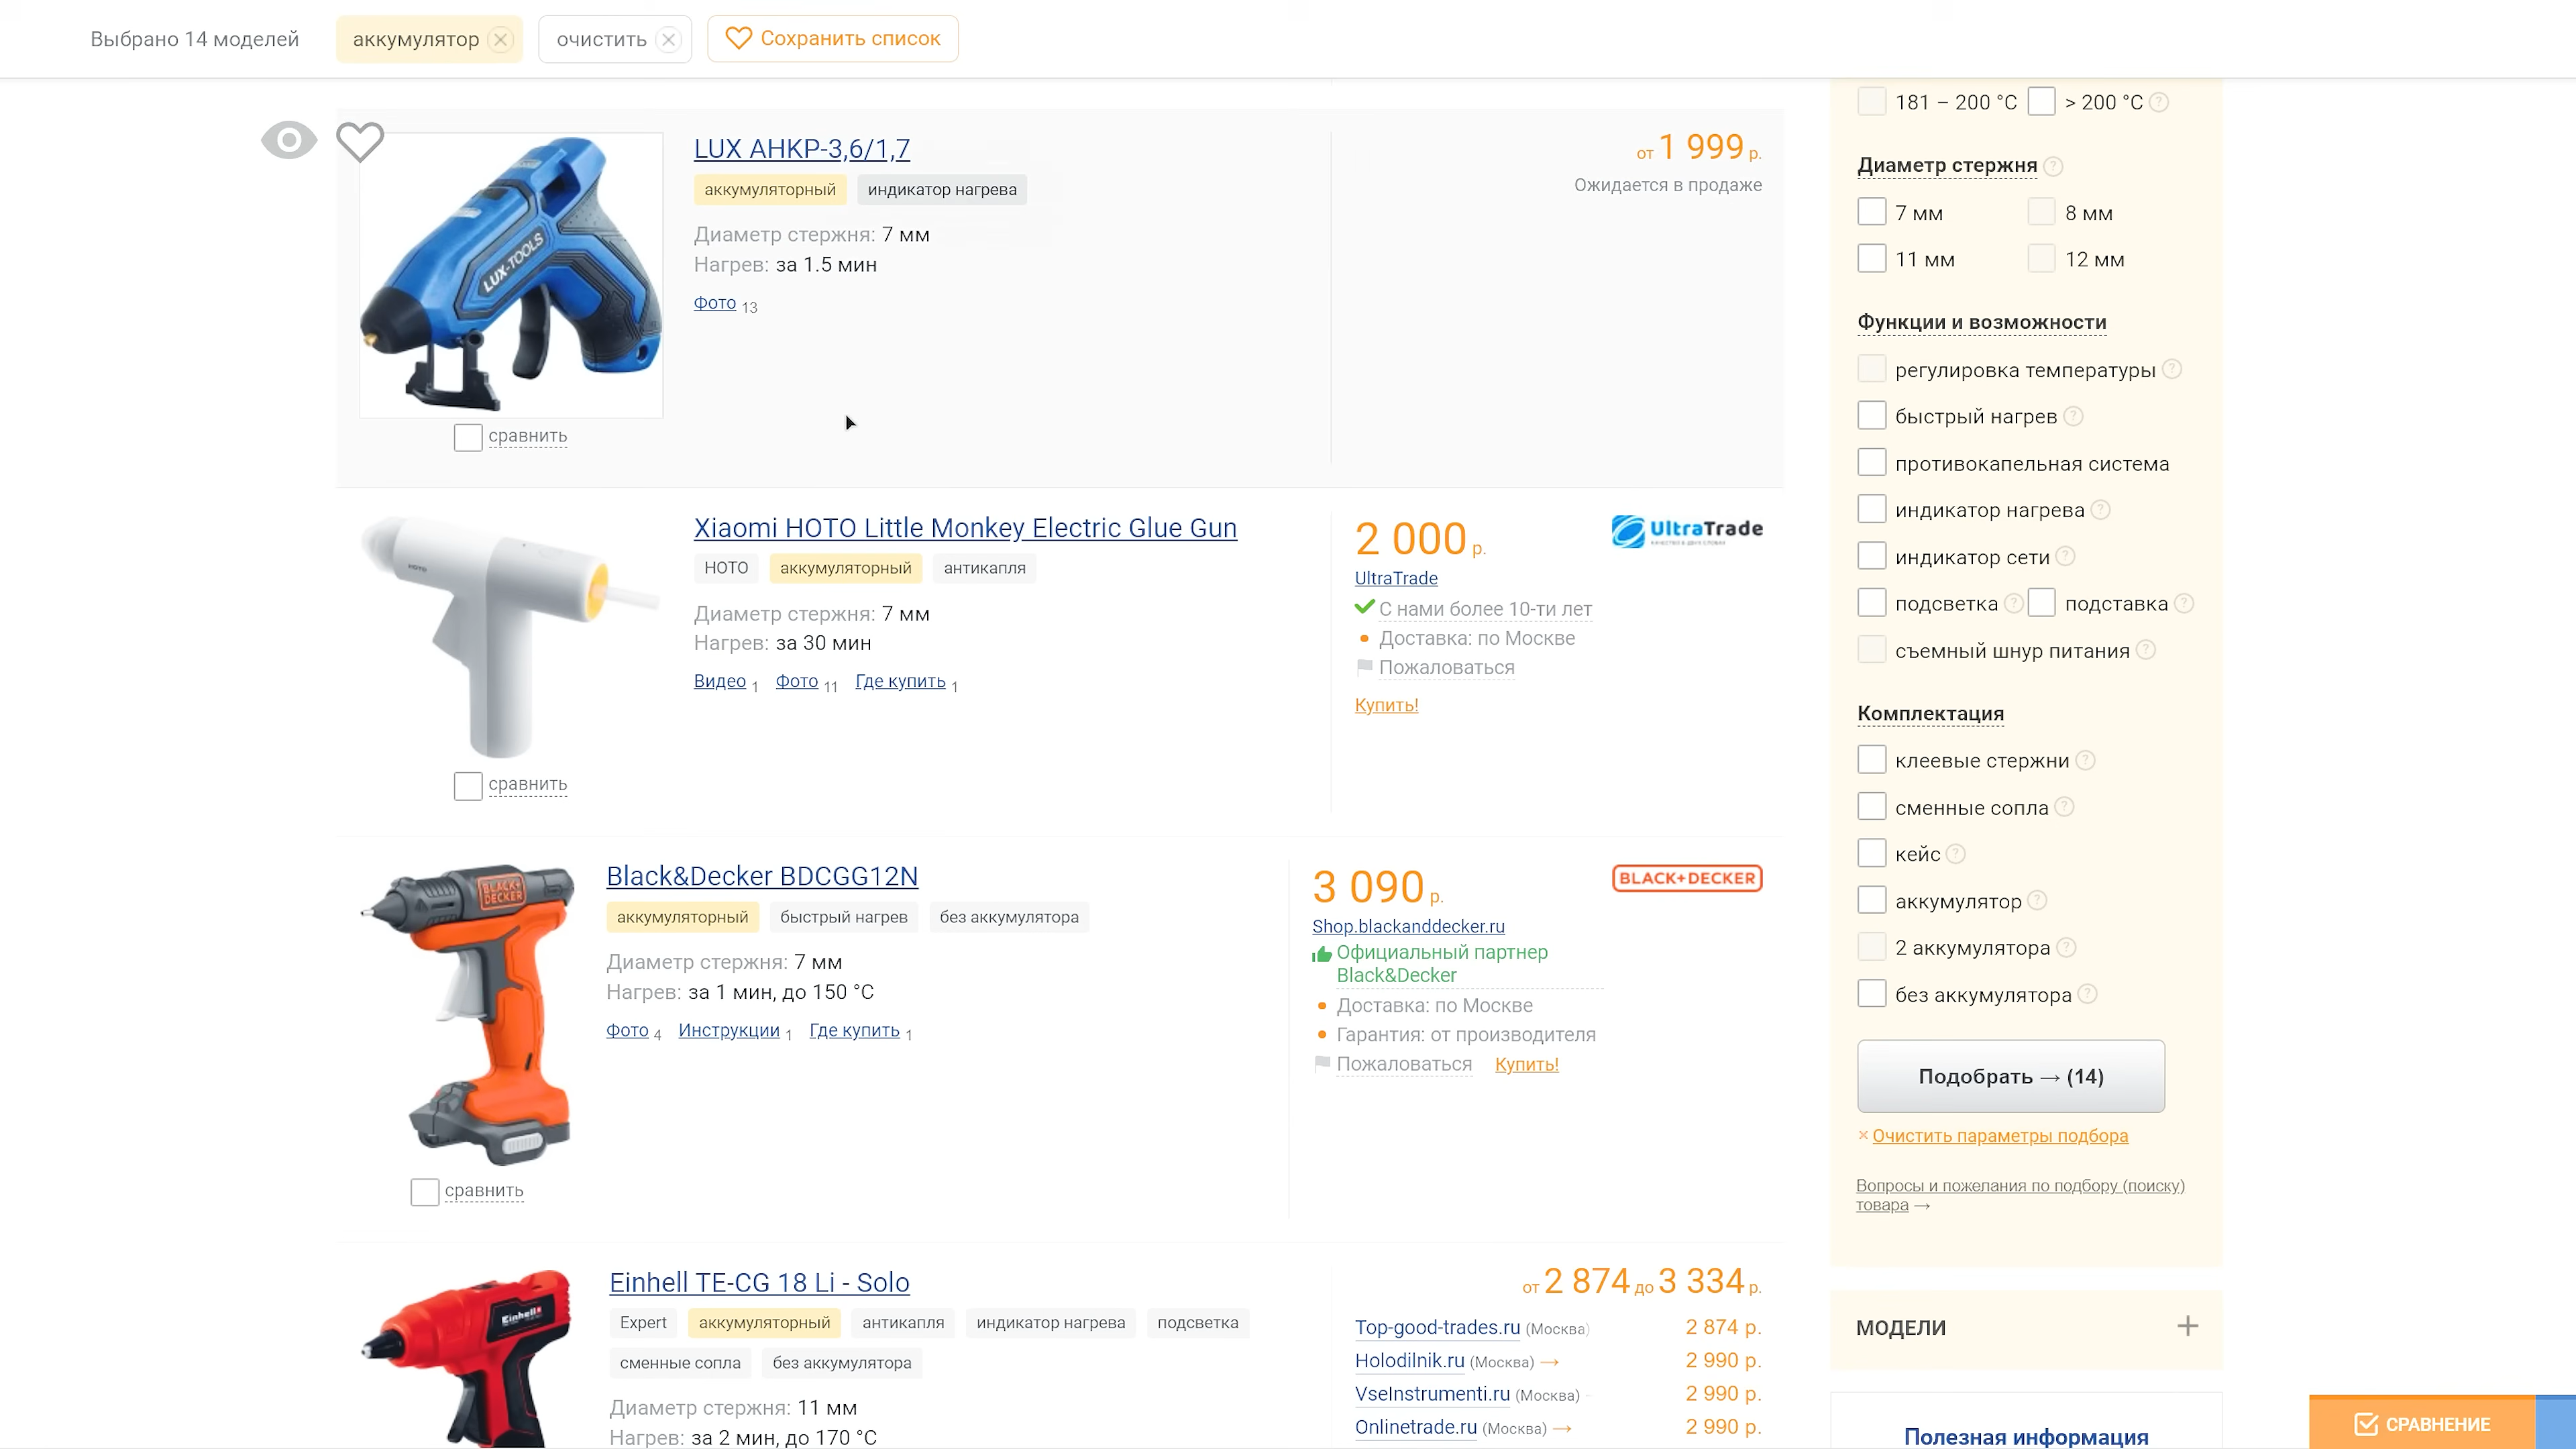 Выбрано 14 моделей
аккумулятор
очистить
Сохранить список
LUX AHKP-3,6/1,7
аккумуляторный
индикатор нагрева
Диаметр стержня: 7 мм
Нагрев: за 1.5 мин
Фото 13
LUX-TOOLS
сравнить
от 1 999 р.
Ожидается в продаже
Xiaomi HOTO Little Monkey Electric Glue Gun
HOTO
аккумуляторный
антикапля
Диаметр стержня: 7 мм
Нагрев: за 30 мин
Видео 1 Фото 11 Где купить 1
HOTO
сравнить
2 000 р.
UltraTrade
UltraTrade
С нами более 10-ти лет
Доставка: по Москве
Пожаловаться
Купить!
Black&Decker BDCGG12N
аккумуляторный
быстрый нагрев
без аккумулятора
Диаметр стержня: 7 мм
Нагрев: за 1 мин, до 150 °C
Фото 4 Инструкции 1 Где купить 1
BLACK+
DECKER
сравнить
3 090 р.
BLACK+DECKER
Shop.blackanddecker.ru
Официальный партнер
Black&Decker
Доставка: по Москве
Гарантия: от производителя
Пожаловаться Купить!
Einhell TE-CG 18 Li - Solo
Expert
аккумуляторный
антикапля
индикатор нагрева
подсветка
сменные сопла
без аккумулятора
Диаметр стержня: 11 мм
Нагрев: за 2 мин, до 170 °C
Einhell
от 2 874 до 3 334 р.
Top-good-trades.ru (Москва) 2 874 р.
Holodilnik.ru (Москва) → 2 990 р.
VseInstrumenti.ru (Москва) 2 990 р.
Onlinetrade.ru (Москва) → 2 990 р.
181 – 200 °C > 200 °C ?
Диаметр стержня ?
7 мм 8 мм
11 мм 12 мм
Функции и возможности
регулировка температуры ?
быстрый нагрев ?
противокапельная система
индикатор нагрева ?
индикатор сети ?
подсветка ? подставка ?
съемный шнур питания ?
Комплектация
клеевые стержни ?
сменные сопла ?
кейс ?
аккумулятор ?
2 аккумулятора ?
без аккумулятора ?
Подобрать → (14)
× Очистить параметры подбора
Вопросы и пожелания по подбору (поиску)
товара →
МОДЕЛИ +
Полезная информация
СРАВНЕНИЕ